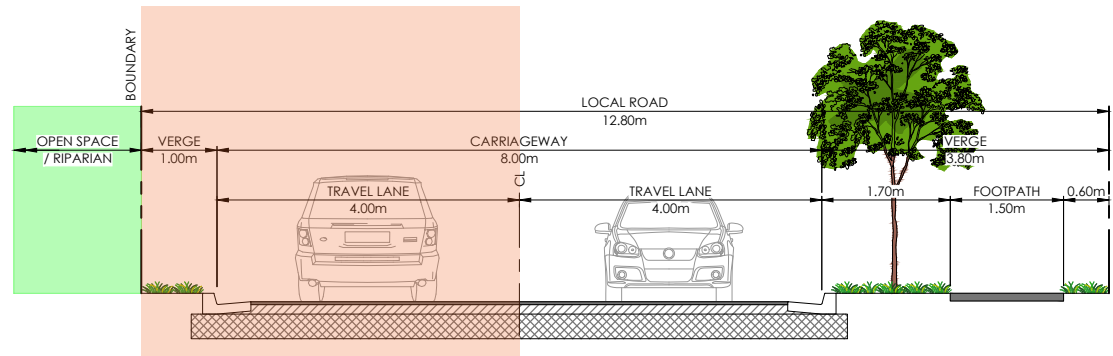 BOUNDARY
LOCAL ROAD
12.80m
OPEN SPACE
/ RIPARIAN
VERGE
1.00m
CARRIAGEWAY
8.00m
VERGE
3.80m
CL
TRAVEL LANE
4.00m
TRAVEL LANE
4.00m
1.70m
FOOTPATH
1.50m
0.60m